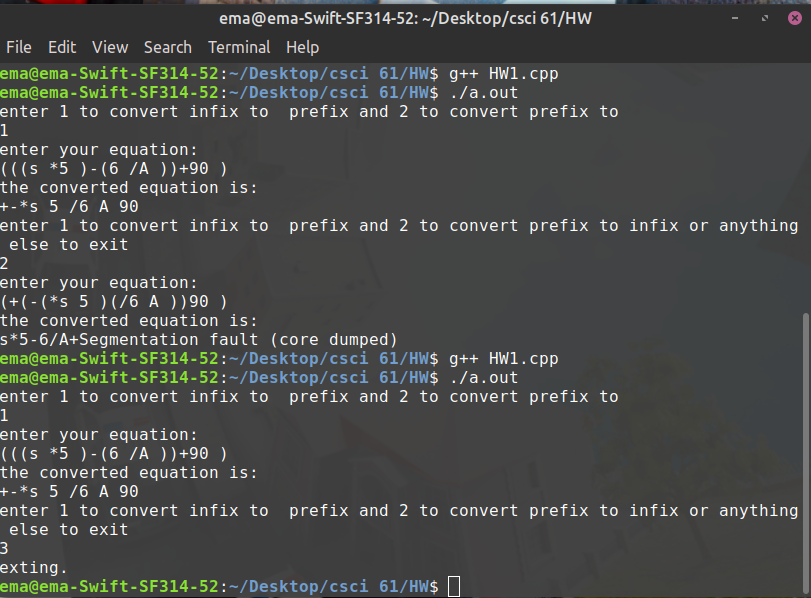 ema@ema-Swift-SF314-52: ~/Desktop/csci 61/HW
File Edit View Search Terminal Help
ema@ema-Swift-SF314-52:~/Desktop/csci 61/HW$ g++ HW1.cpp
ema@ema-Swift-SF314-52:~/Desktop/csci 61/HW$ ./a.out
enter 1 to convert infix to  prefix and 2 to convert prefix to
1
enter your equation:
(((s *5 )-(6 /A ))+90 )
the converted equation is:
+-*s 5 /6 A 90
enter 1 to convert infix to  prefix and 2 to convert prefix to infix or anything
 else to exit
2
enter your equation:
(+(-(*s 5 )(/6 A ))90 )
the converted equation is:
s*5-6/A+Segmentation fault (core dumped)
ema@ema-Swift-SF314-52:~/Desktop/csci 61/HW$ g++ HW1.cpp
ema@ema-Swift-SF314-52:~/Desktop/csci 61/HW$ ./a.out
enter 1 to convert infix to  prefix and 2 to convert prefix to
1
enter your equation:
(((s *5 )-(6 /A ))+90 )
the converted equation is:
+-*s 5 /6 A 90
enter 1 to convert infix to  prefix and 2 to convert prefix to infix or anything
 else to exit
3
exting.
ema@ema-Swift-SF314-52:~/Desktop/csci 61/HW$